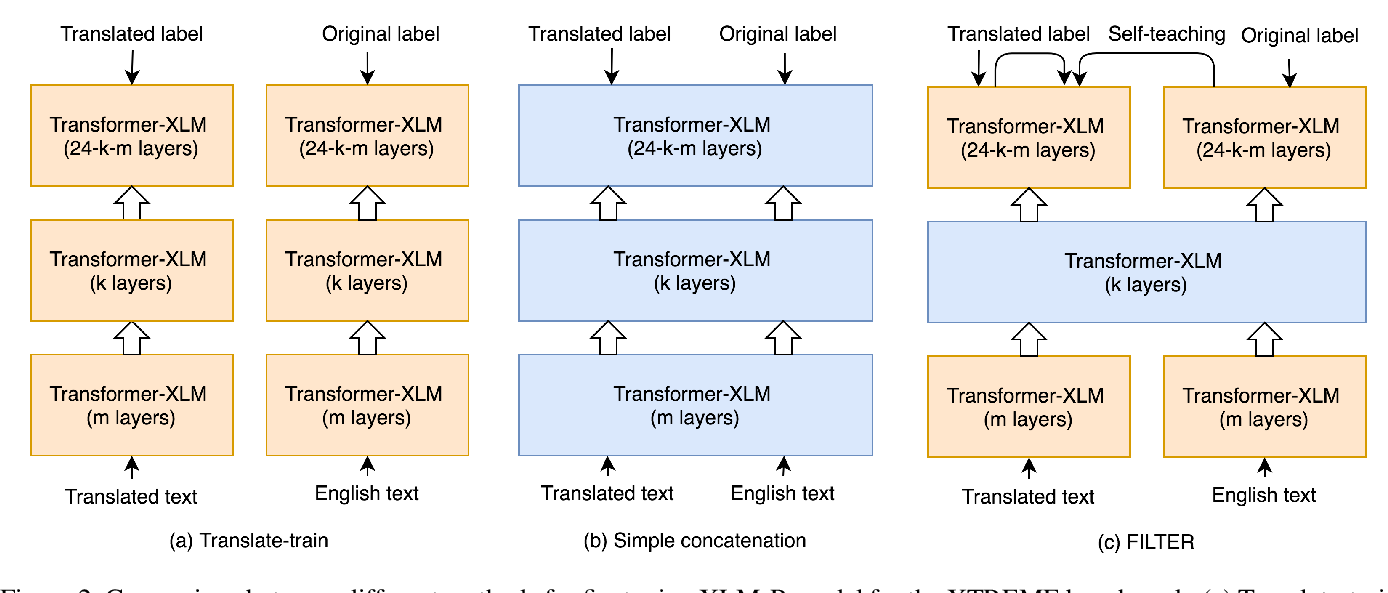 Translated label
Original label
Transformer-XLM
(24-k-m layers)
Transformer-XLM
(24-k-m layers)
Transformer-XLM
(k layers)
Transformer-XLM
(k layers)
Transformer-XLM
(m layers)
Transformer-XLM
(m layers)
Translated text
English text
(a) Translate-train
Translated label
Original label
Transformer-XLM
(24-k-m layers)
Transformer-XLM
(k layers)
Transformer-XLM
(m layers)
Translated text
English text
(b) Simple concatenation
Translated label
Self-teaching
Original label
Transformer-XLM
(24-k-m layers)
Transformer-XLM
(24-k-m layers)
Transformer-XLM
(k layers)
Transformer-XLM
(m layers)
Transformer-XLM
(m layers)
Translated text
English text
(c) FILTER